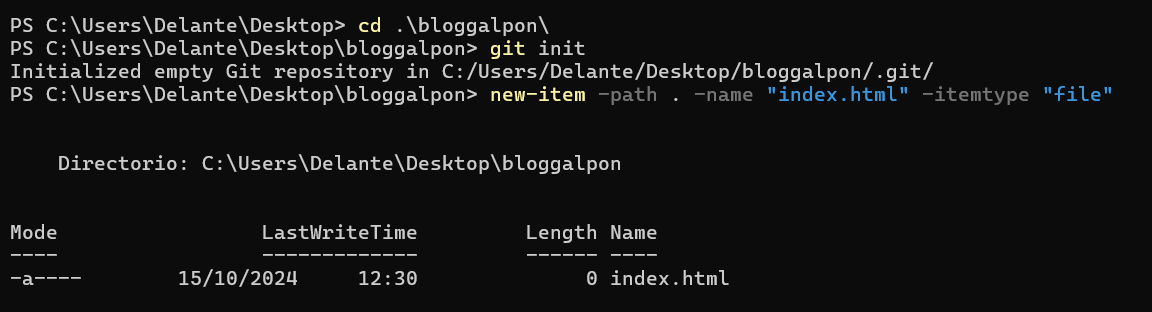 PS C:\Users\Delante\Desktop> cd .\bloggalpon\
PS C:\Users\Delante\Desktop\bloggalpon> git init
Initialized empty Git repository in C:/Users/Delante/Desktop/bloggalpon/.git/
PS C:\Users\Delante\Desktop\bloggalpon> new-item -path . -name "index.html" -itemtype "file"
Directorio: C:\Users\Delante\Desktop\bloggalpon
Mode LastWriteTime Length Name
---- ------------- ------ ----
-a---- 15/10/2024 12:30 0 index.html